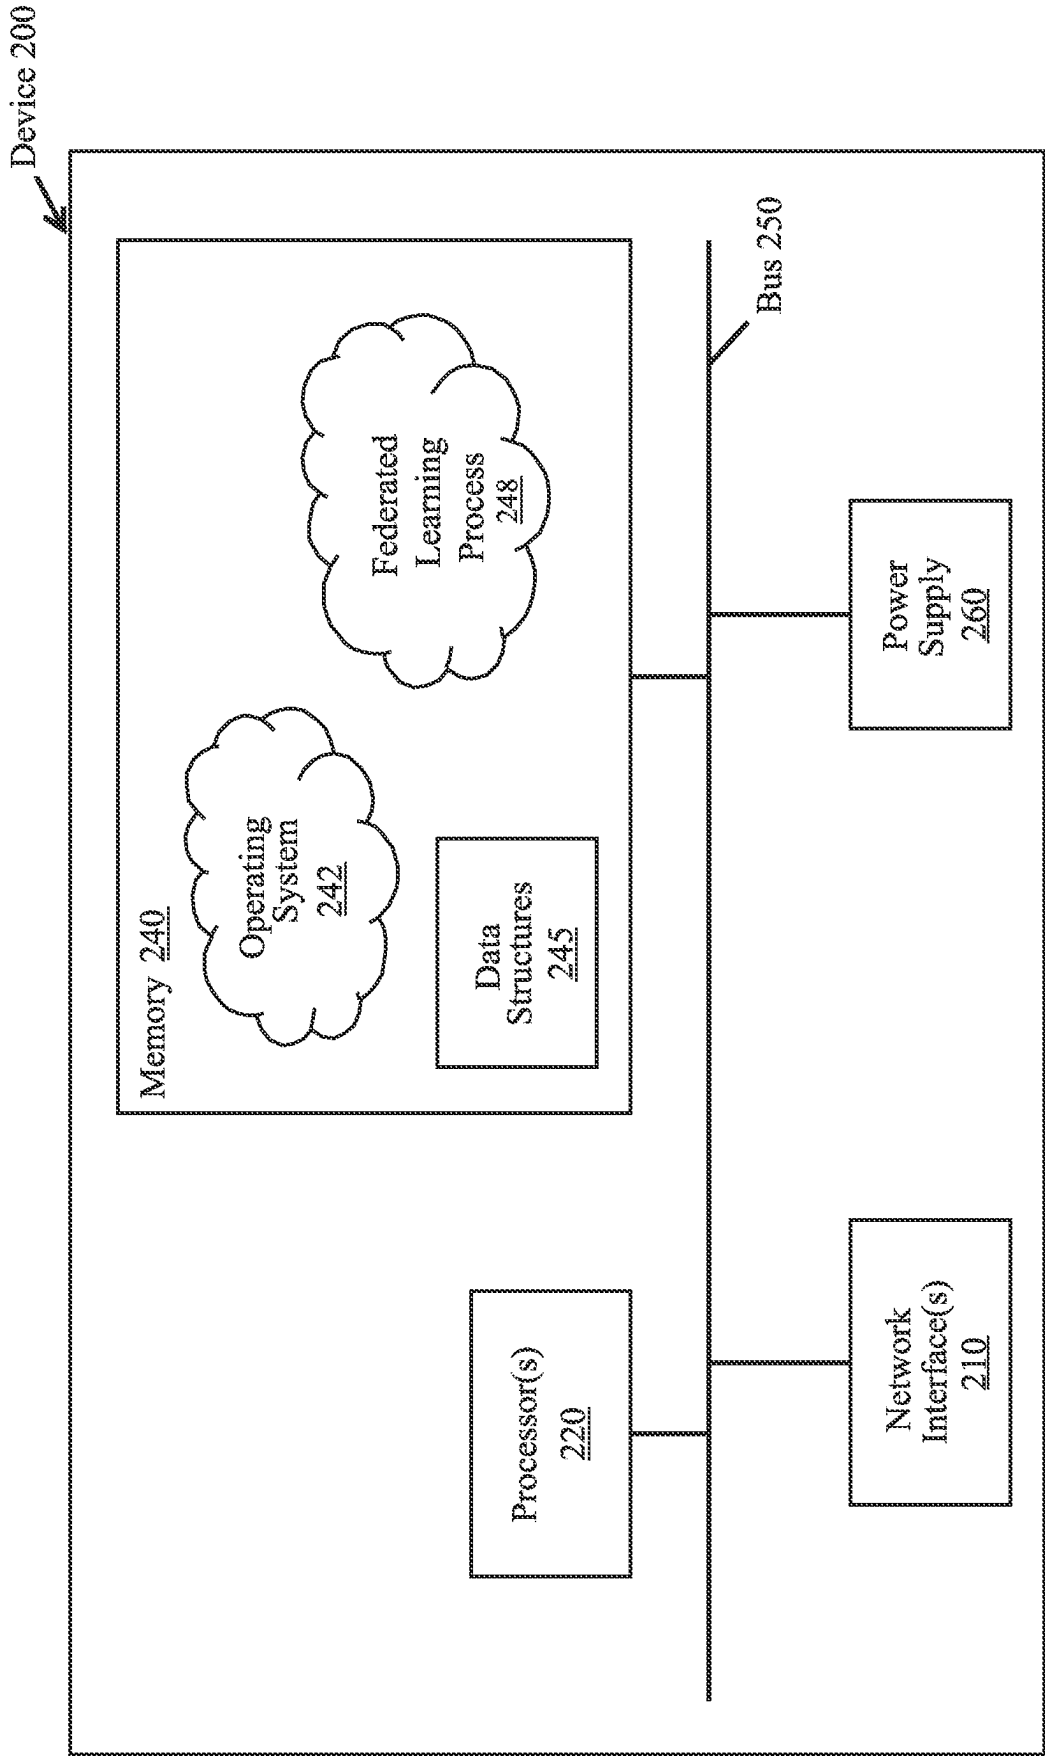 Device 200
Memory 240
Operating
System
242
Federated
Learning
Process
248
Data
Structures
245
Processor(s)
220
Bus 250
Network
Interface(s)
210
Power
Supply
260